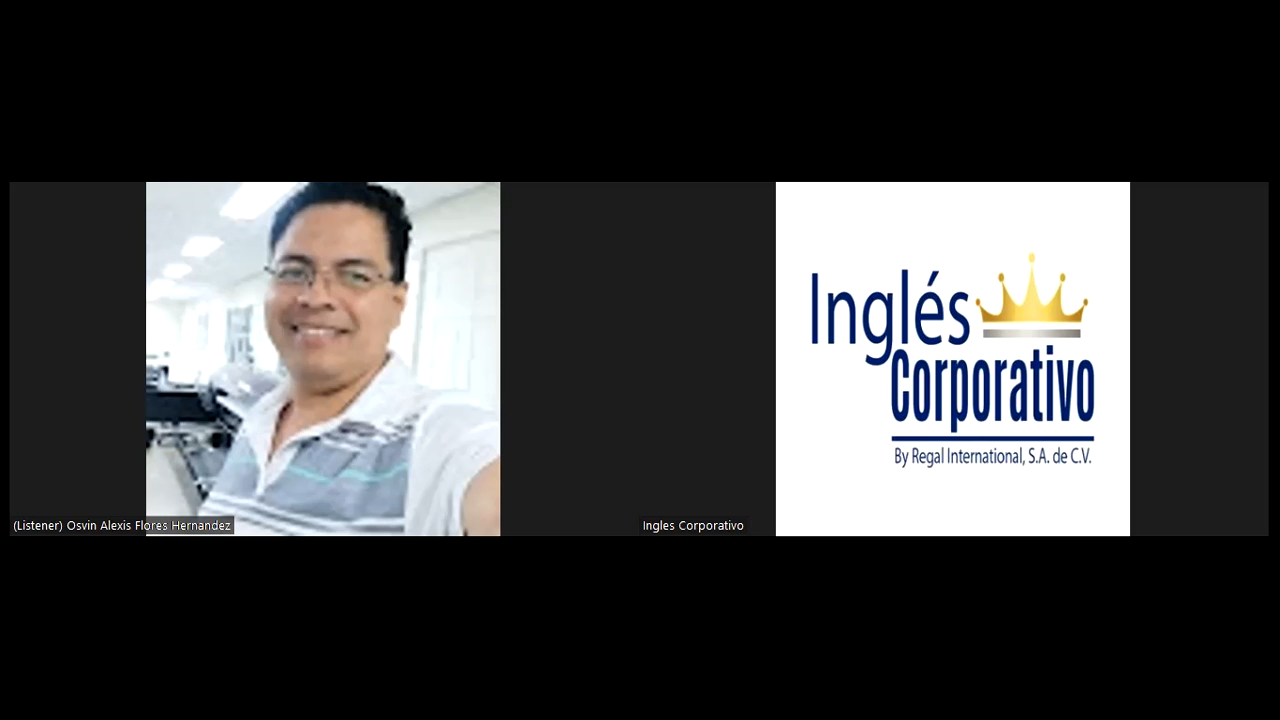 Inglés
Corporativo
By Regal International, S.A. de C.V.
(Listener) Osvin Alexis Flores Hernandez
Ingles Corporativo